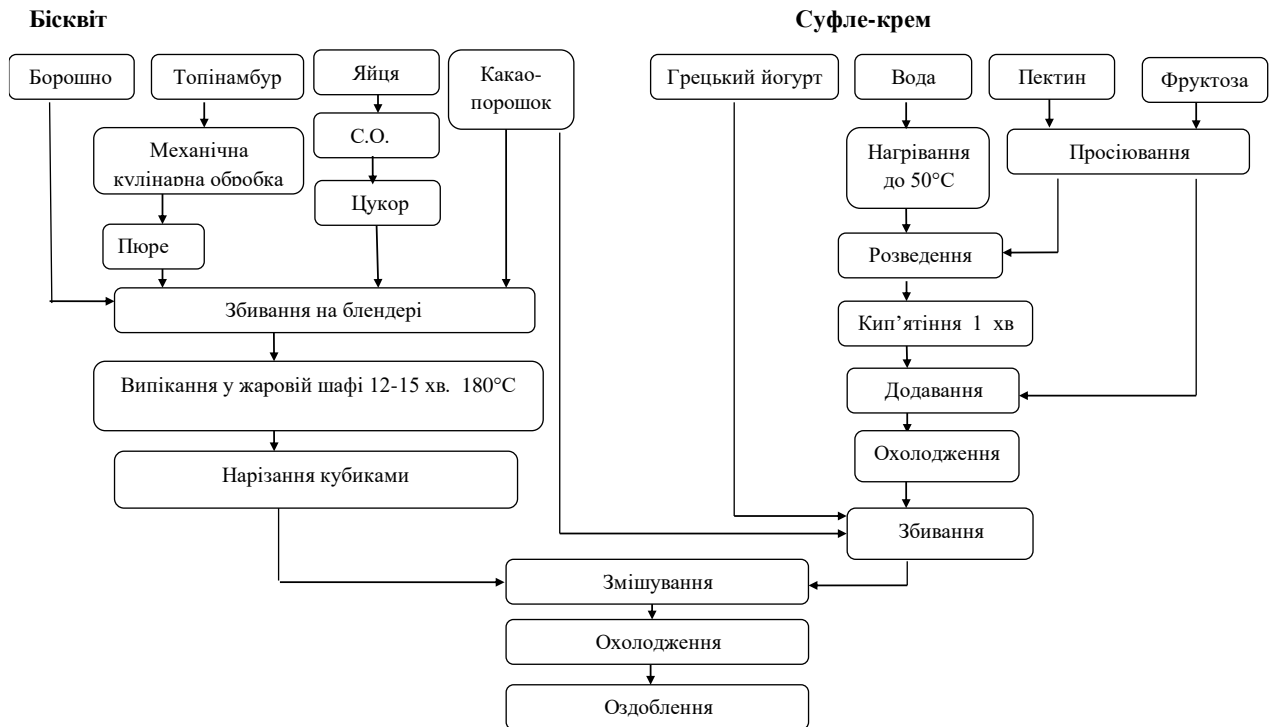 Бісквіт
Суфле-крем
Борошно
Топінамбур
Яйця
Какао-
порошок
Грецький йогурт
Вода
Пектин
Фруктоза
С.О.
Механічна
кулінарна обробка
Нагрівання
до 50°С
Просіювання
Цукор
Пюре
Розведення
Збивання на блендері
Кип’ятіння 1 хв
Випікання у жаровій шафі 12-15 хв. 180°С
Додавання
Охолодження
Нарізання кубиками
Збивання
Змішування
Охолодження
Оздоблення